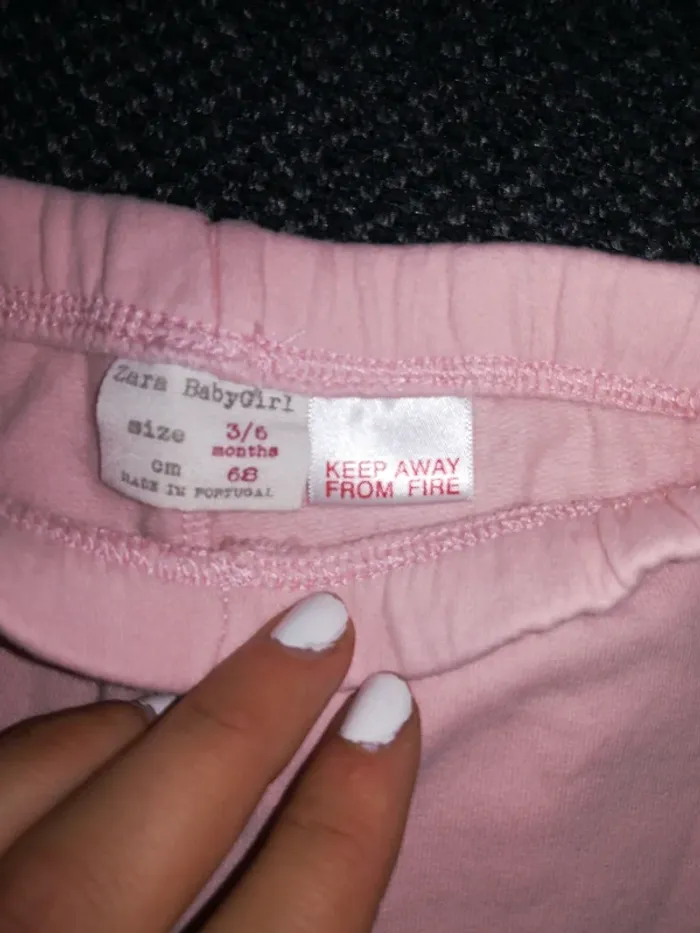 Zara BabyGirl
size 3/6
months
cm 68
MADE IN PORTUGAL
KEEP AWAY
FROM FIRE